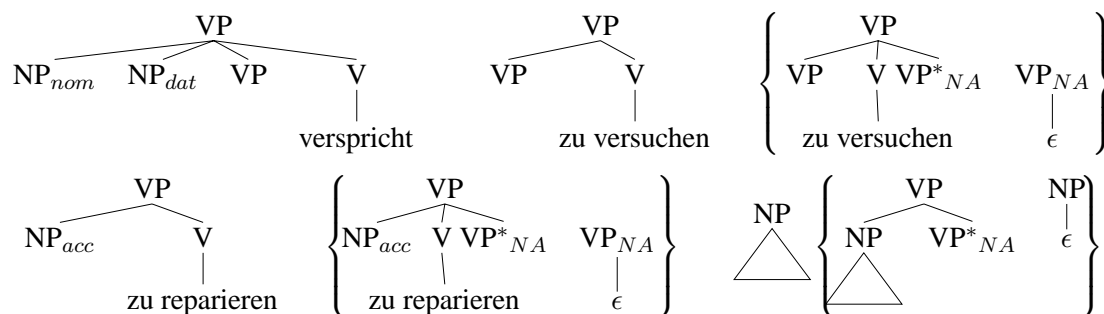 VP VP VP
NP_nom NP_dat VP V VP V VP V VP*_NA VP_NA
verspricht zu versuchen zu versuchen ϵ
VP VP NP VP NP
NP_acc V NP_acc V VP*_NA VP_NA NP VP*_NA ϵ
zu reparieren zu reparieren ϵ